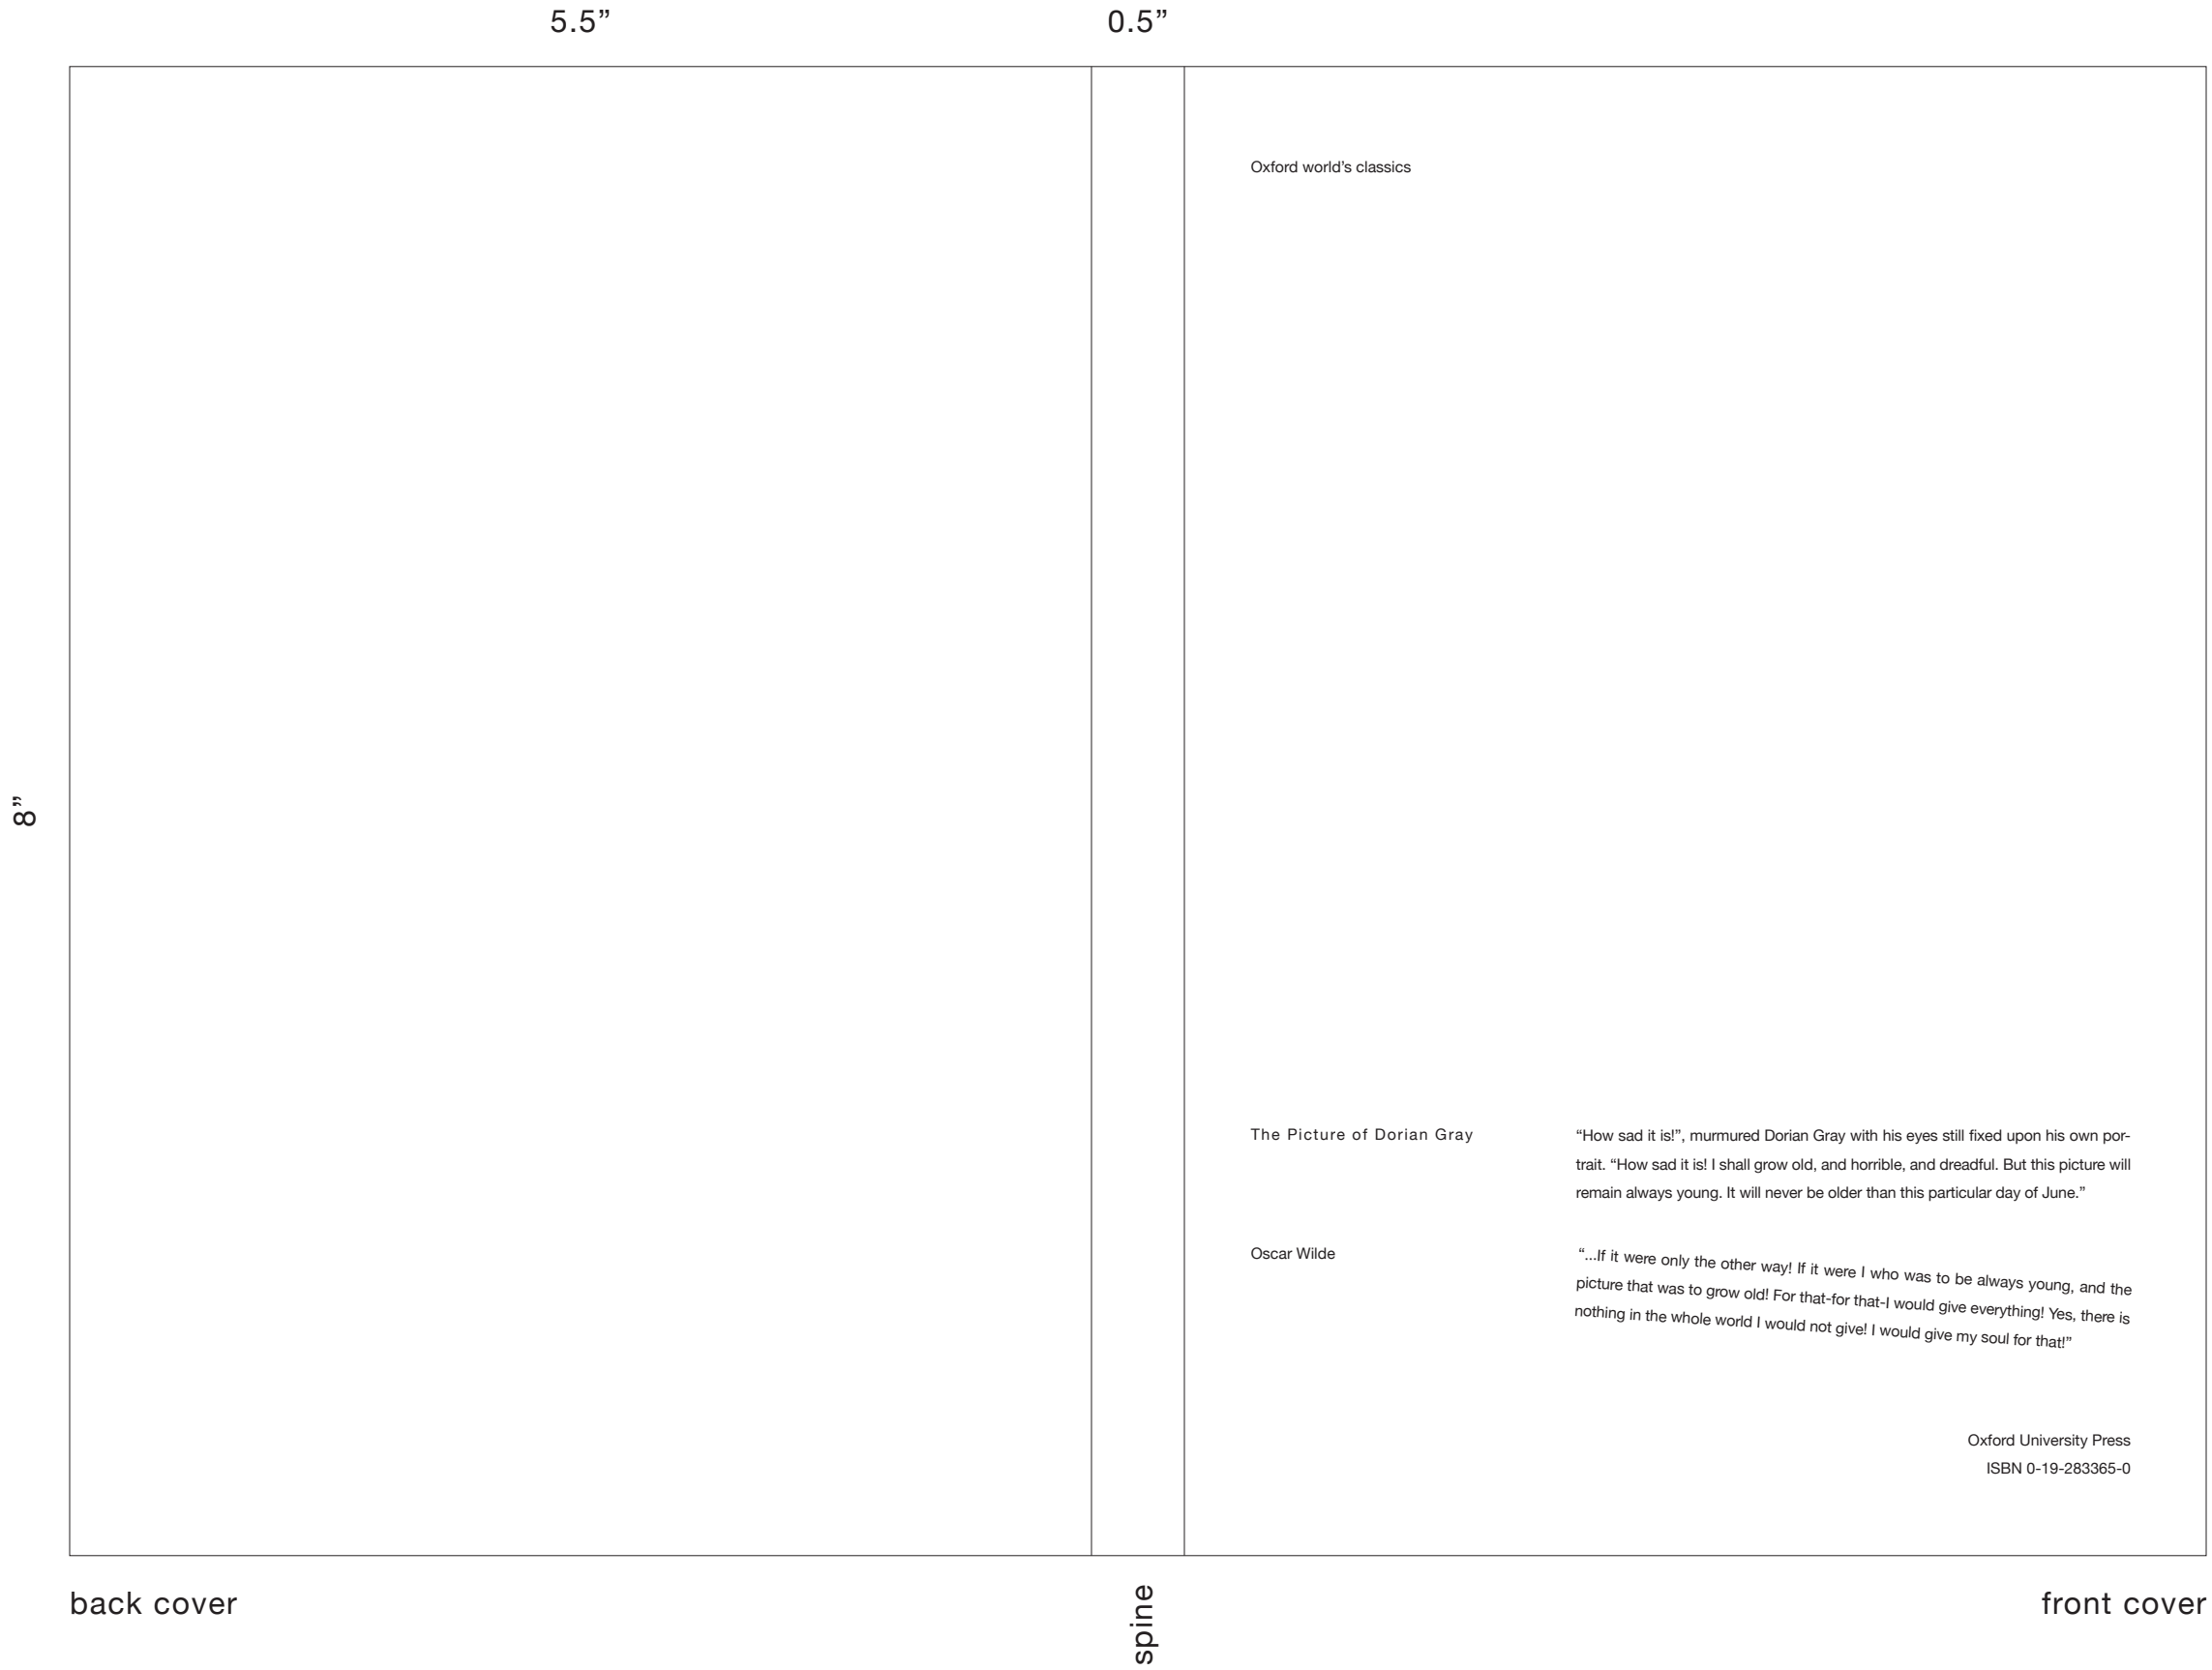 5.5”
0.5”
8”
Oxford world’s classics
The Picture of Dorian Gray
“How sad it is!”, murmured Dorian Gray with his eyes still fixed upon his own por-
trait. “How sad it is! I shall grow old, and horrible, and dreadful. But this picture will
remain always young. It will never be older than this particular day of June.”
Oscar Wilde
“...If it were only the other way! If it were I who was to be always young, and the
picture that was to grow old! For that-for that-I would give everything! Yes, there is
nothing in the whole world I would not give! I would give my soul for that!”
Oxford University Press
ISBN 0-19-283365-0
back cover
spine
front cover